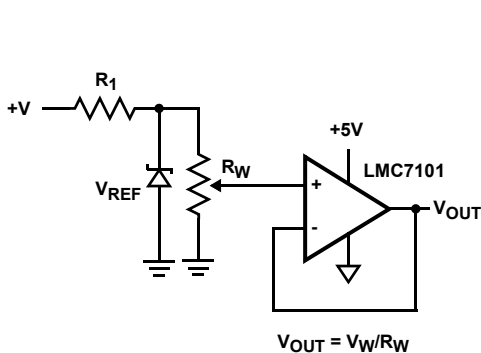 R1
+V
+5V
RW
LMC7101
VREF
+
-
VOUT
VOUT = VW/RW